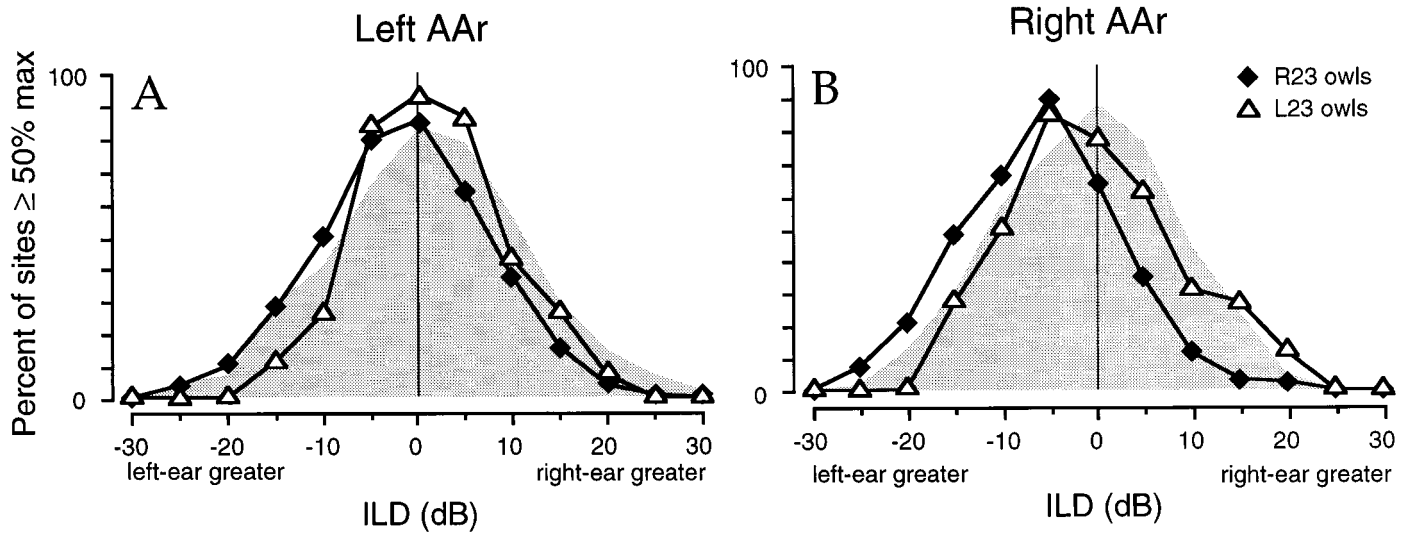 Left AAr
Right AAr
Percent of sites ≥ 50% max
100
A
0
-30 -20 -10 0 10 20 30
left-ear greater right-ear greater
ILD (dB)
100
B
R23 owls
L23 owls
0
-30 -20 -10 0 10 20 30
left-ear greater right-ear greater
ILD (dB)